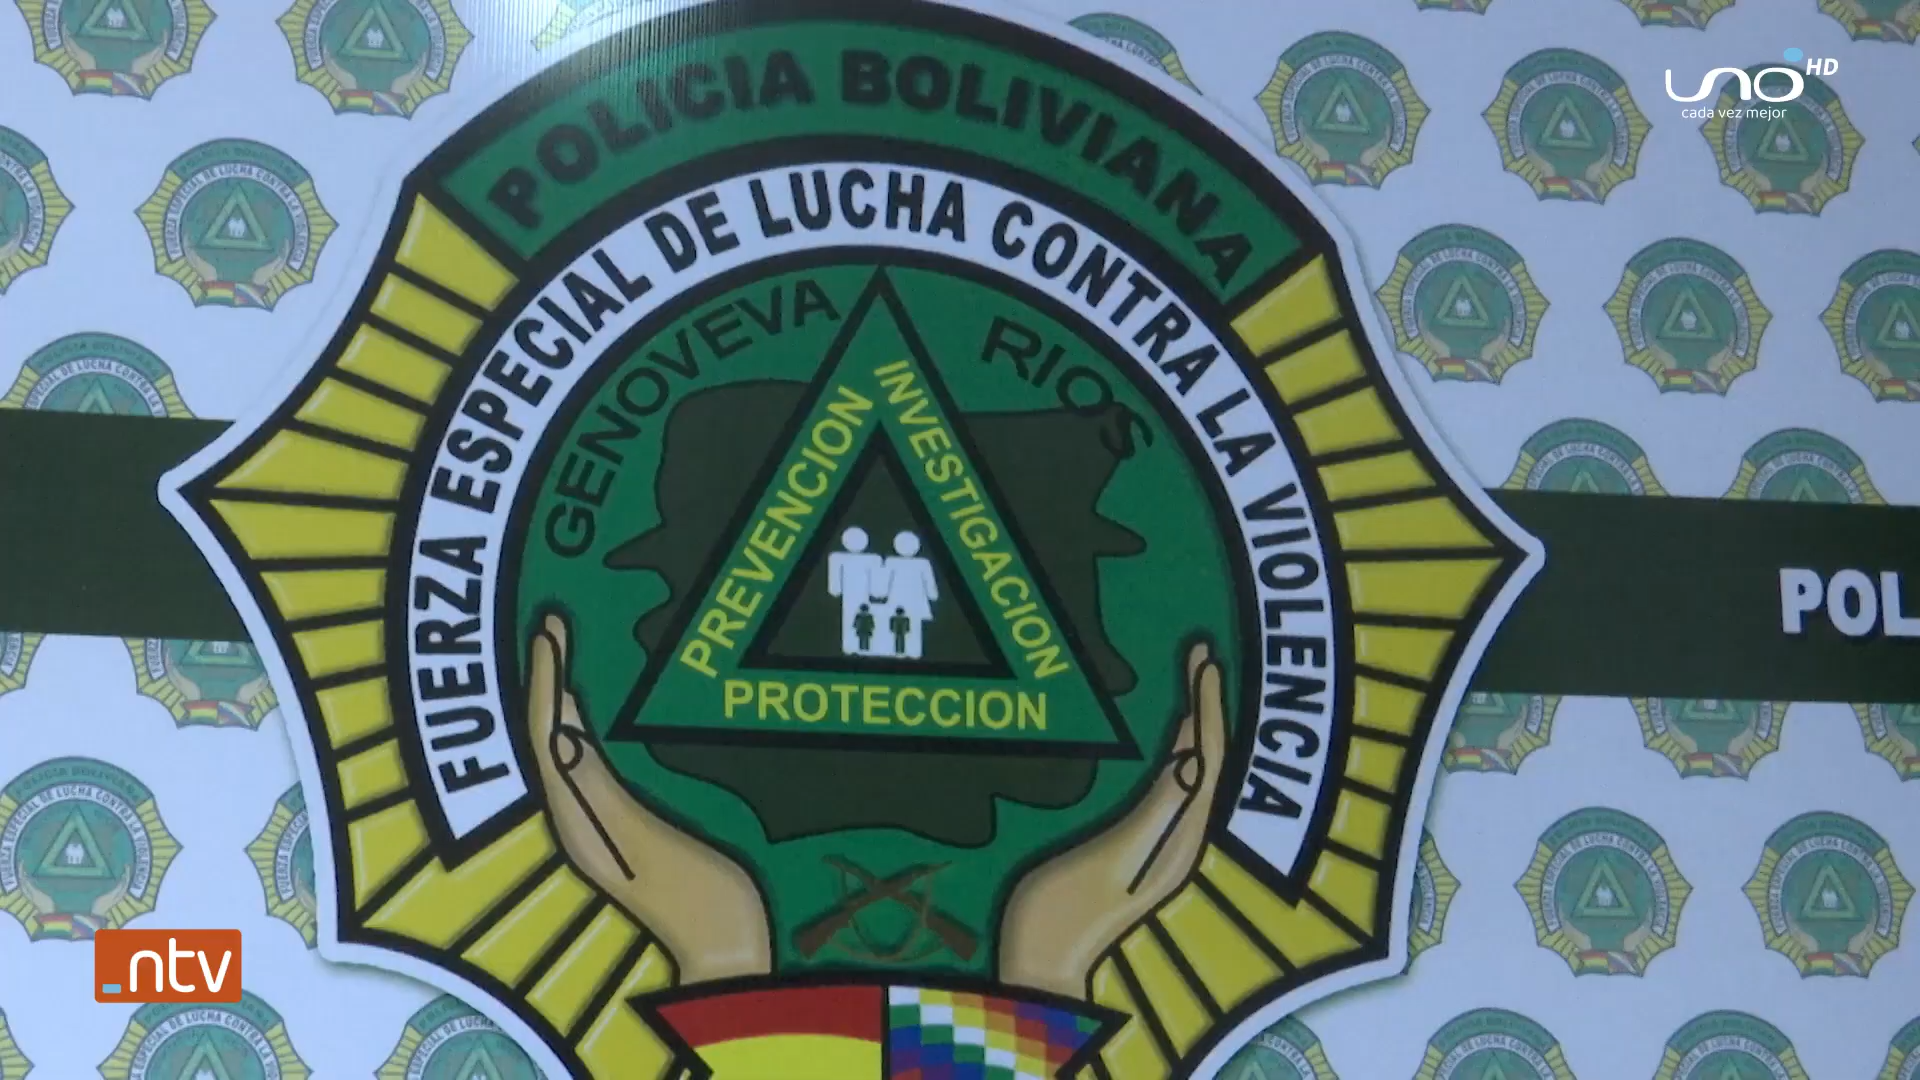 POLICIA BOLIVIANA
FUERZA ESPECIAL DE LUCHA CONTRA LA VIOLENCIA
GENOVEVA RIOS
PREVENCION
INVESTIGACION
PROTECCION
POL
UNO HD
cada vez mejor
.ntv